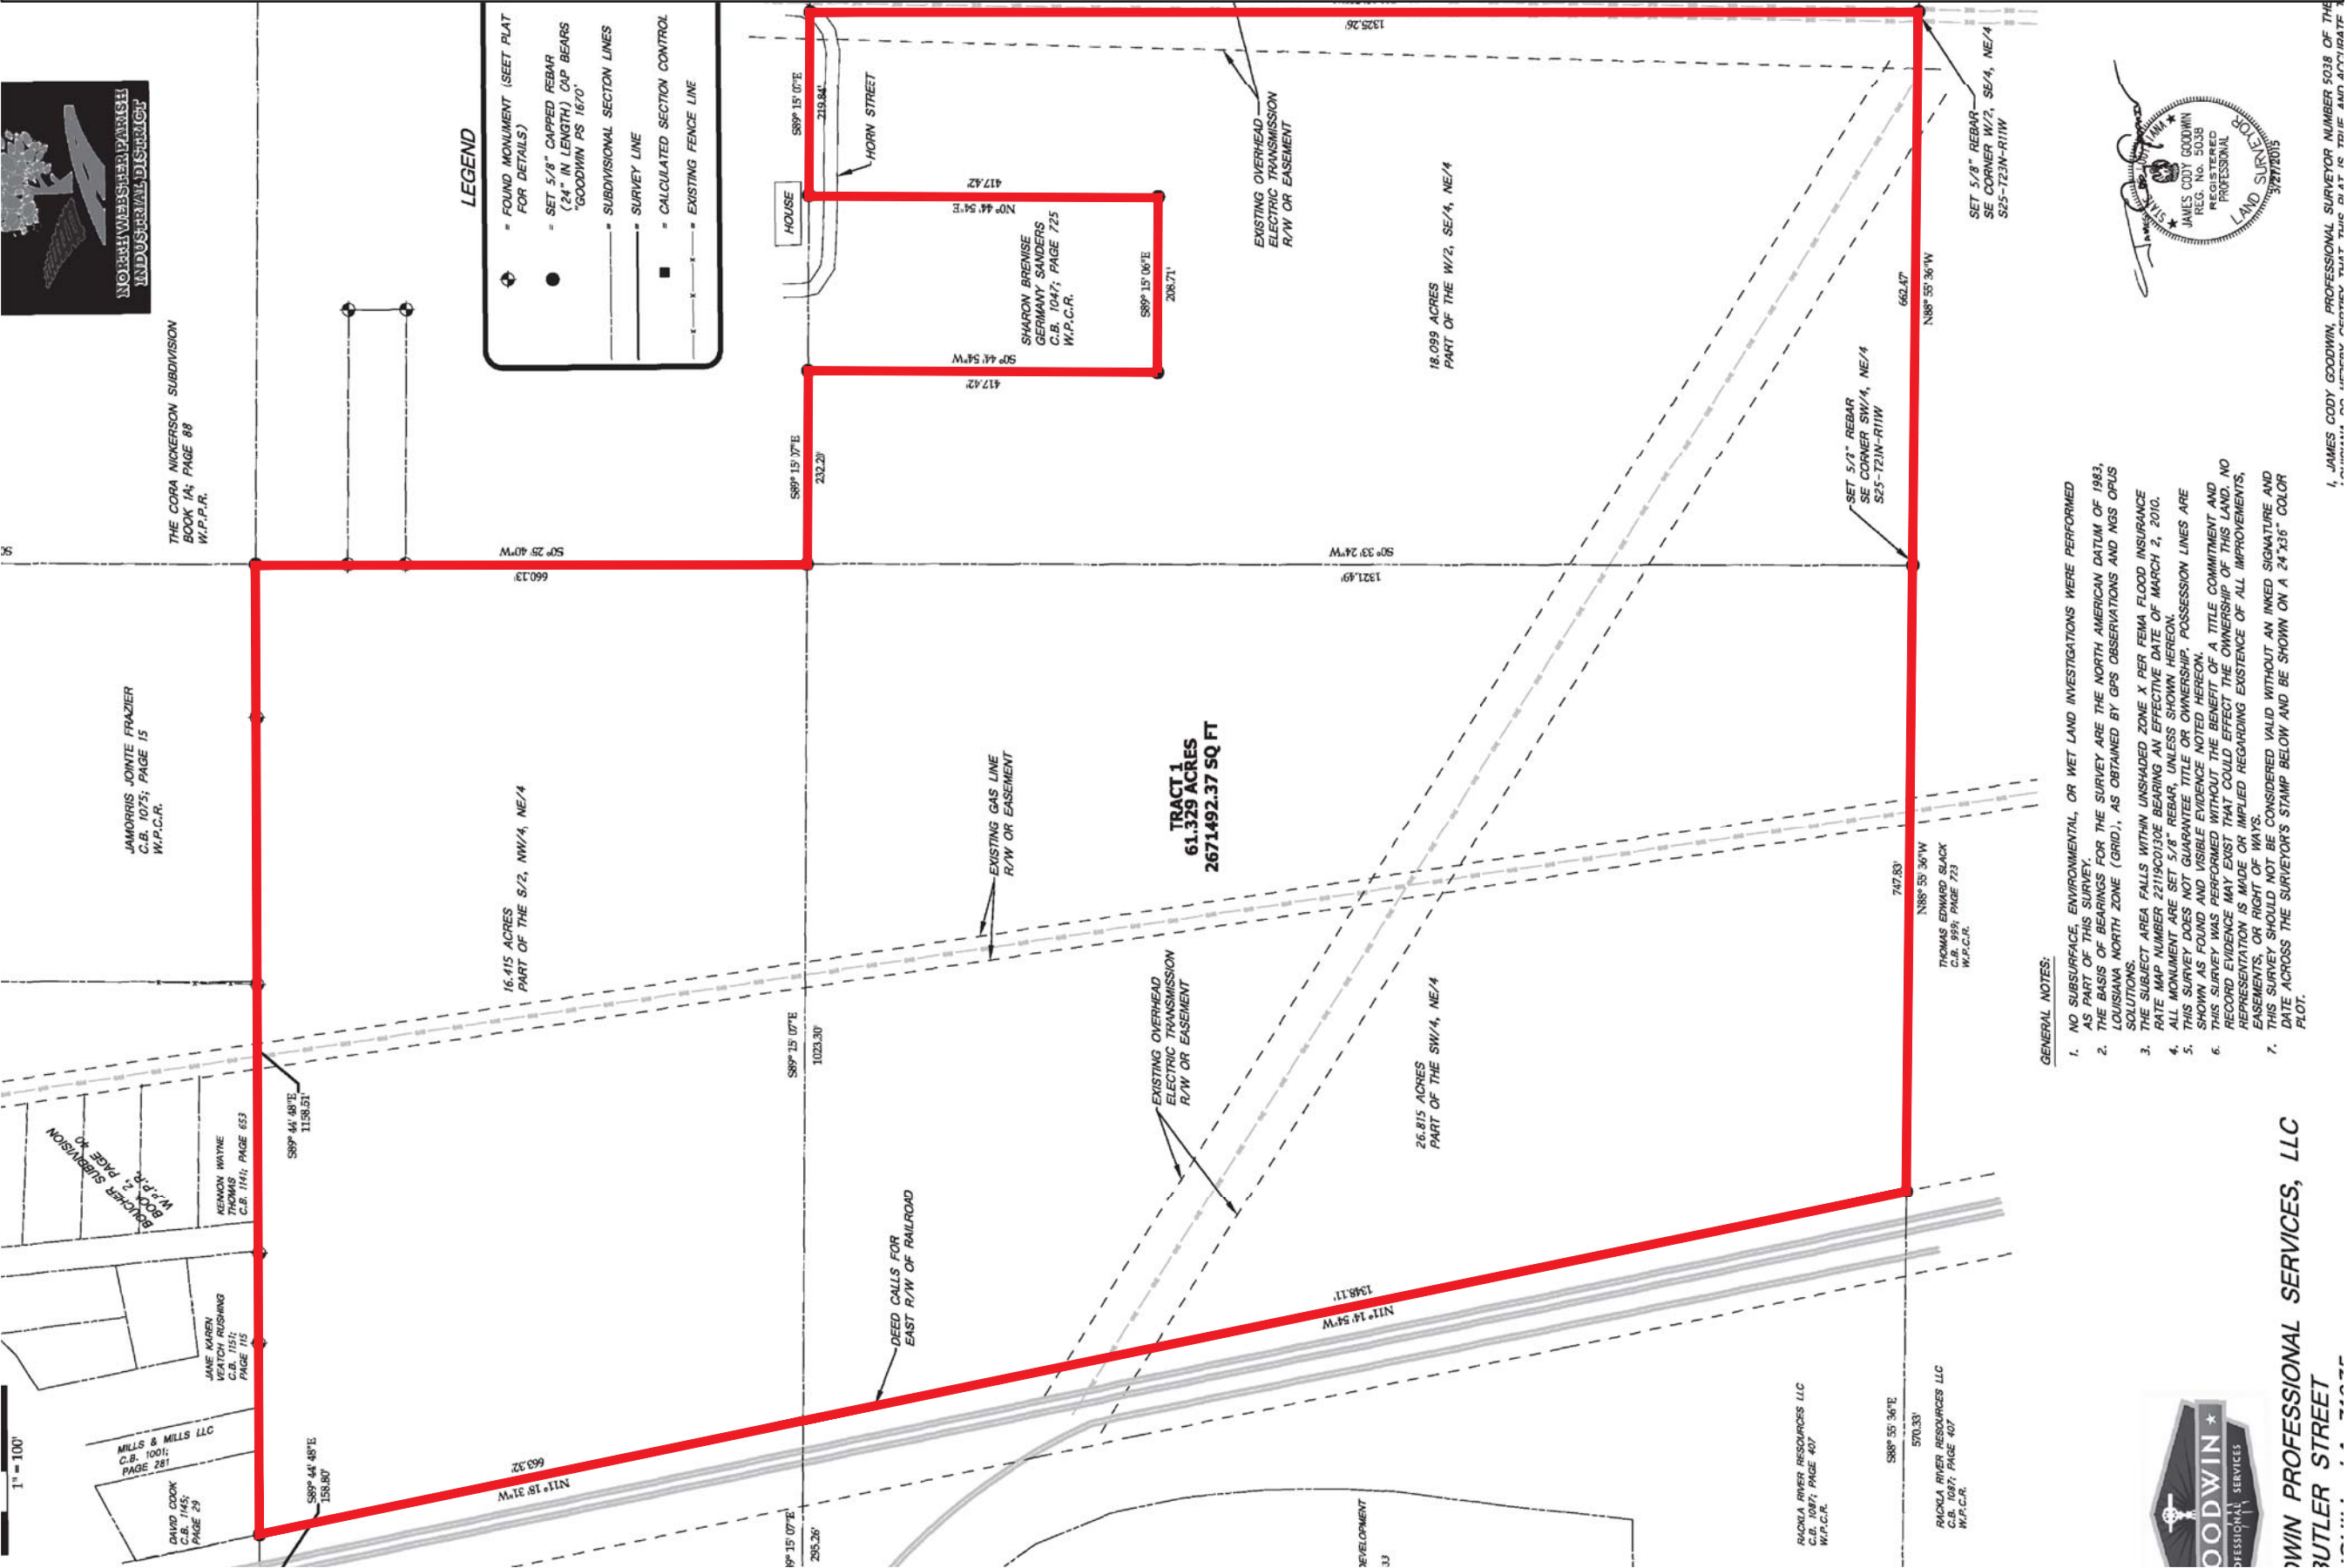 NORTH WEBSTER PARISH
INDUSTRIAL DISTRICT
THE CORA NICKERSON SUBDIVISION
BOOK 1A; PAGE 88
W.P.P.R.
LEGEND
= FOUND MONUMENT (SEET PLAT
FOR DETAILS)
= SET 5/8" CAPPED REBAR
(24" IN LENGTH) CAP BEARS
"GOODWIN PS 1670'
= SUBDIVISIONAL SECTION LINES
= SURVEY LINE
= CALCULATED SECTION CONTROL
= EXISTING FENCE LINE
HOUSE
S89° 15' 07"E
219.84'
HORN STREET
1325.26'
417.42'
N0° 44' 54"E
SHARON BRENISE
GERMANY SANDERS
C.B. 1047; PAGE 725
W.P.C.R.
S89° 15' 06"E
208.71'
S0° 44' 54"W
417.42'
EXISTING OVERHEAD
ELECTRIC TRANSMISSION
R/W OR EASEMENT
18.099 ACRES
PART OF THE W/2, SE/4, NE/4
SET 5/8" REBAR
SE CORNER W/2, SE/4, NE/4
S25-T23N-R11W
662.47'
N88° 55' 36"W
SET 5/8" REBAR
SE CORNER SW/4, NE/4
S25-T23N-R11W
STATE OF LOUISIANA
JAMES CODY GOODWIN
REG. No. 5038
REGISTERED
PROFESSIONAL
LAND SURVEYOR
3/27/2015
I, JAMES CODY GOODWIN, PROFESSIONAL SURVEYOR NUMBER 5038 OF THE
S89° 15' 07"E
232.20'
S0° 25' 40"W
660.13'
S0° 33' 24"W
1321.49'
JAMORRIS JOINTE FRAZIER
C.B. 1075; PAGE 15
W.P.C.R.
16.415 ACRES
PART OF THE S/2, NW/4, NE/4
EXISTING GAS LINE
R/W OR EASEMENT
TRACT 1
61.329 ACRES
2671492.37 SQ FT
747.83'
N88° 55' 36"W
THOMAS EDWARD SLACK
C.B. 999; PAGE 723
W.P.C.R.
S89° 15' 07"E
1023.30'
EXISTING OVERHEAD
ELECTRIC TRANSMISSION
R/W OR EASEMENT
26.815 ACRES
PART OF THE SW/4, NE/4
GENERAL NOTES:
1. NO SUBSURFACE, ENVIRONMENTAL, OR WET LAND INVESTIGATIONS WERE PERFORMED
AS PART OF THIS SURVEY.
2. THE BASIS OF BEARINGS FOR THE SURVEY ARE THE NORTH AMERICAN DATUM OF 1983,
LOUISIANA NORTH ZONE (GRID), AS OBTAINED BY GPS OBSERVATIONS AND NGS OPUS
SOLUTIONS.
3. THE SUBJECT AREA FALLS WITHIN UNSHADED ZONE X PER FEMA FLOOD INSURANCE
RATE MAP NUMBER 22119C0130E BEARING AN EFFECTIVE DATE OF MARCH 2, 2010.
4. ALL MONUMENT ARE SET 5/8" REBAR, UNLESS SHOWN HEREON.
5. THIS SURVEY DOES NOT GUARANTEE TITLE OR OWNERSHIP. POSSESSION LINES ARE
SHOWN AS FOUND AND VISIBLE EVIDENCE NOTED HEREON.
6. THIS SURVEY WAS PERFORMED WITHOUT THE BENEFIT OF A TITLE COMMITMENT AND
RECORD EVIDENCE MAY EXIST THAT COULD EFFECT THE OWNERSHIP OF THIS LAND. NO
REPRESENTATION IS MADE OR IMPLIED REGARDING EXISTENCE OF ALL IMPROVEMENTS,
EASEMENTS, OR RIGHT OF WAYS.
7. THIS SURVEY SHOULD NOT BE CONSIDERED VALID WITHOUT AN INKED SIGNATURE AND
DATE ACROSS THE SURVEYOR'S STAMP BELOW AND BE SHOWN ON A 24"x36" COLOR
PLOT.
S89° 44' 48"E
1158.51'
BOUCHER SUBDIVISION
BOOK 2, PAGE 40
W.P.P.R.
KENNON WAYNE
THOMAS
C.B. 1141; PAGE 653
JANE KAREN
VEATCH RUSHING
C.B. 1151;
PAGE 115
MILLS & MILLS LLC
C.B. 1001;
PAGE 281
DAVID COOK
C.B. 1145;
PAGE 29
1" = 100'
S89° 44' 48"E
158.80'
663.32'
N11° 18' 31"W
DEED CALLS FOR
EAST R/W OF RAILROAD
1348.11'
N11° 14' 54"W
9° 15' 07"E
295.26'
EVELOPMENT
33
RACKLA RIVER RESOURCES LLC
C.B. 1087; PAGE 407
W.P.C.R.
S88° 55' 36"E
570.33'
RACKLA RIVER RESOURCES LLC
C.B. 1087; PAGE 407
W.P.C.R.
OODWIN
OFESSIONAL SERVICES
WIN PROFESSIONAL SERVICES, LLC
BUTLER STREET